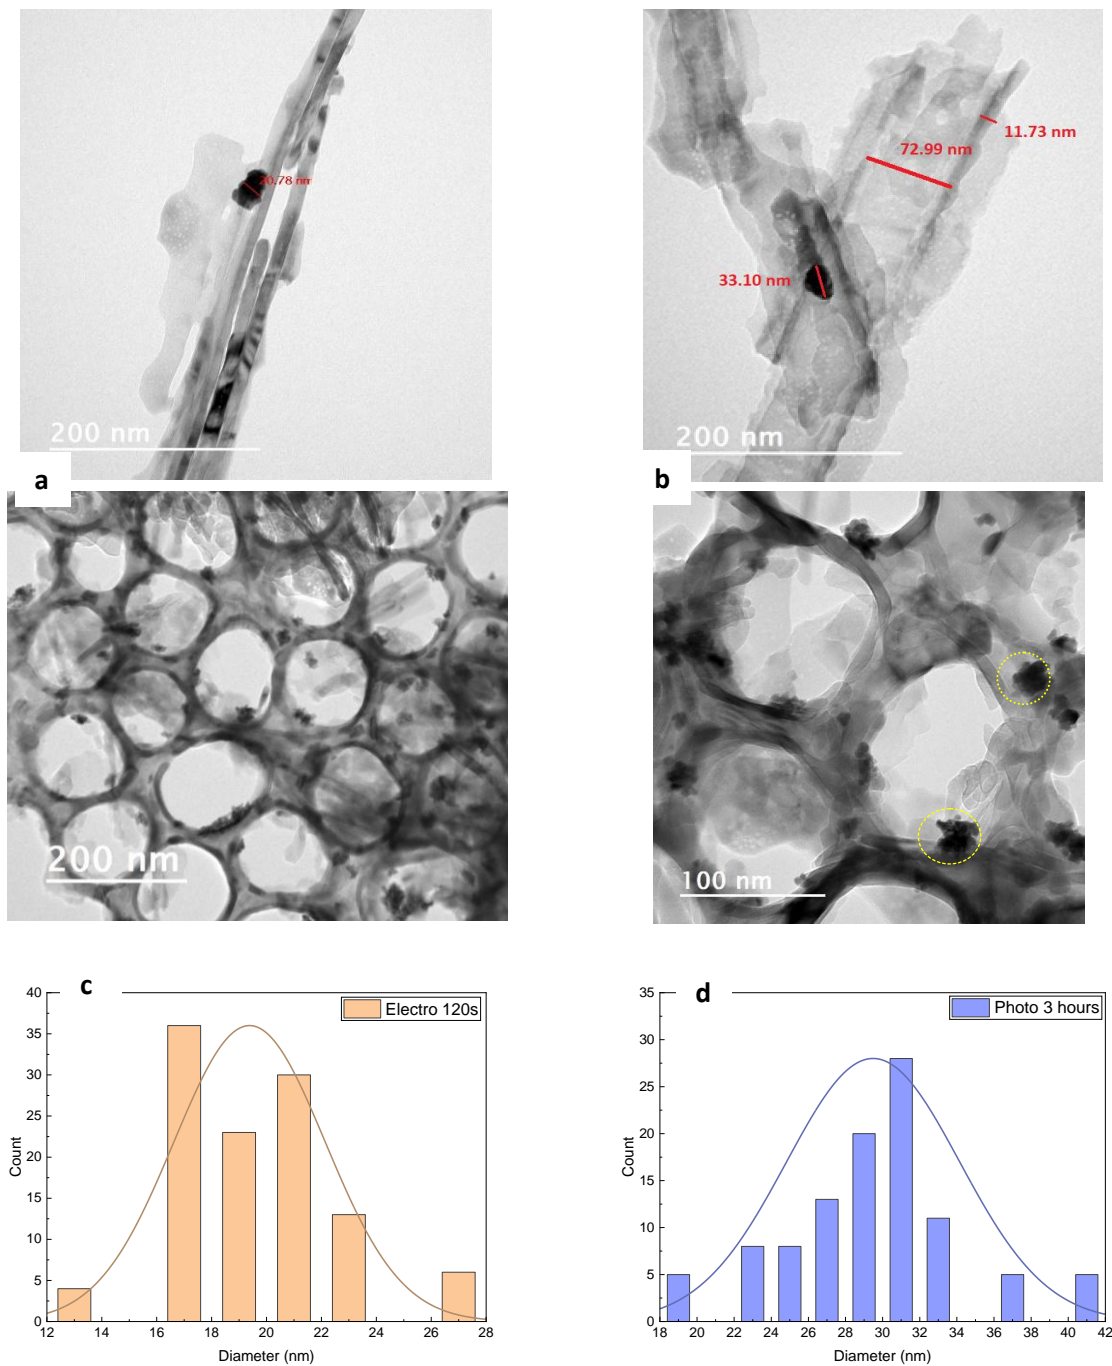 20.78 nm
200 nm
a
11.73 nm
72.99 nm
33.10 nm
200 nm
b
200 nm
100 nm
c
Electro 120s
40
35
30
25
20
15
10
5
0
Count
12 14 16 18 20 22 24 26 28
Diameter (nm)
d
Photo 3 hours
35
30
25
20
15
10
5
0
Count
18 20 22 24 26 28 30 32 34 36 38 40 42
Diameter (nm)